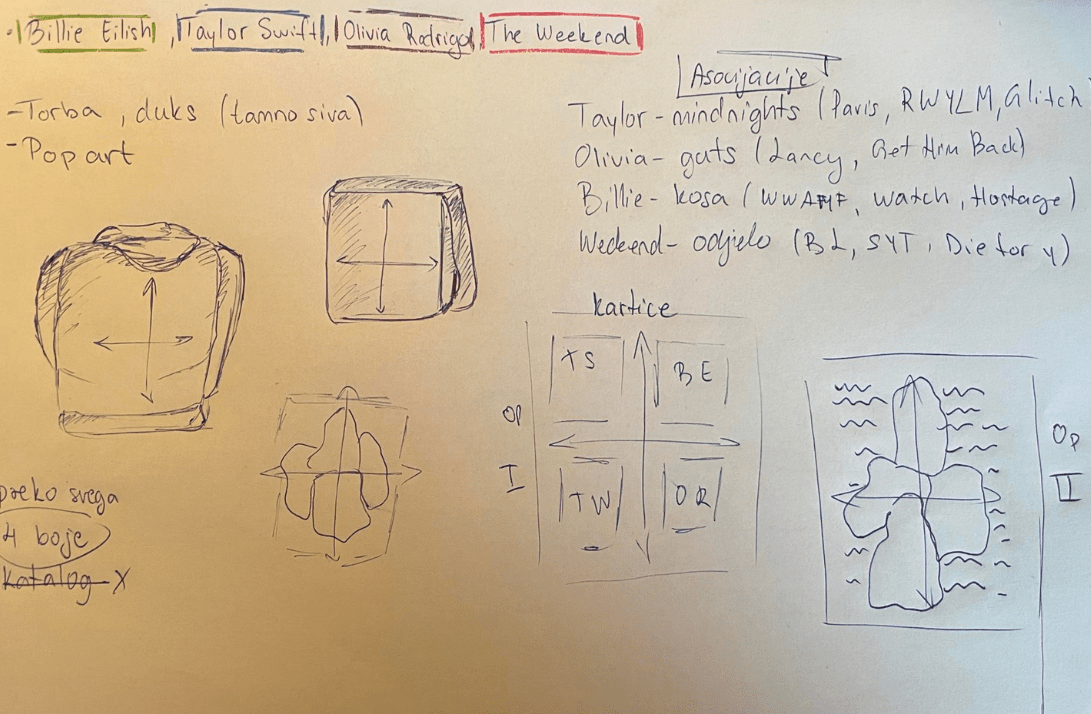 Billie Eilish, Taylor Swift, Olivia Rodrigo, The Weekend
-Torba, duks (tamno siva)
-Pop art
Asocijacije
Taylor - mindnights (Paris, RWYLM, Glitch
Olivia - guts (Lancy, Get Him Back)
Billie - kosa (WWAFMF, watch, Hostage)
Weekend - odjelo (BL, SYT, Die for y)
kartice
TS
BE
TW
OR
OP
I
OP
II
preko svega
4 boje
katalog-X